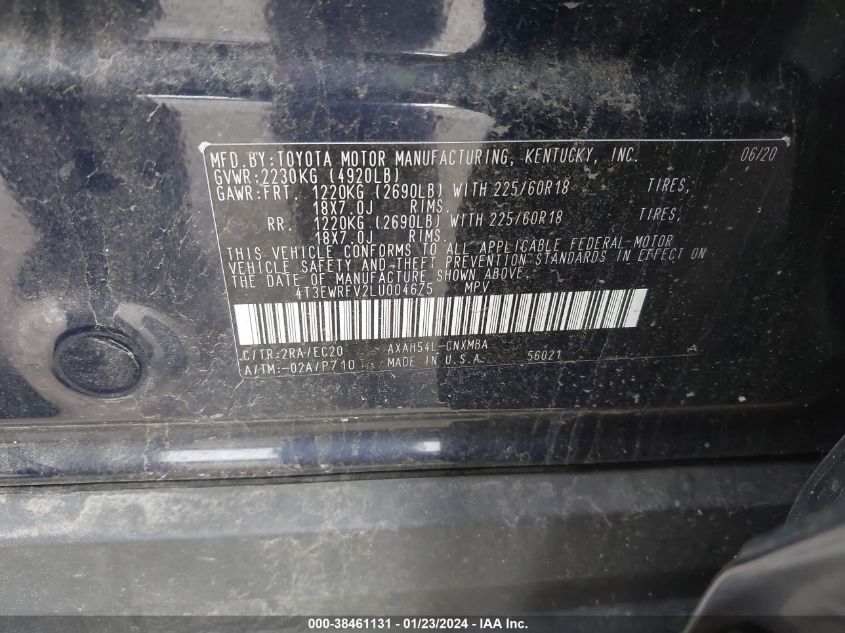 MFD.BY:TOYOTA MOTOR MANUFACTURING, KENTUCKY, INC. 06/20
GVWR:2230KG (4920LB)
GAWR:FRT. 1220KG (2690LB) WITH 225/60R18 TIRES,
18X7.0J RIMS.
RR. 1220KG (2690LB) WITH 225/60R18 TIRES,
18X7.0J RIMS.
THIS VEHICLE CONFORMS TO ALL APPLICABLE FEDERAL MOTOR
VEHICLE SAFETY AND THEFT PREVENTION STANDARDS IN EFFECT ON
THE DATE OF MANUFACTURE SHOWN ABOVE.
4T3EWRFV2LU004675 MPV
C/TR:2RA/EC20 AXAH54L-CNXMBA A
A/TM:-02A/P710 MADE IN U.S.A. 56021
000-38461131 - 01/23/2024 - IAAI.com